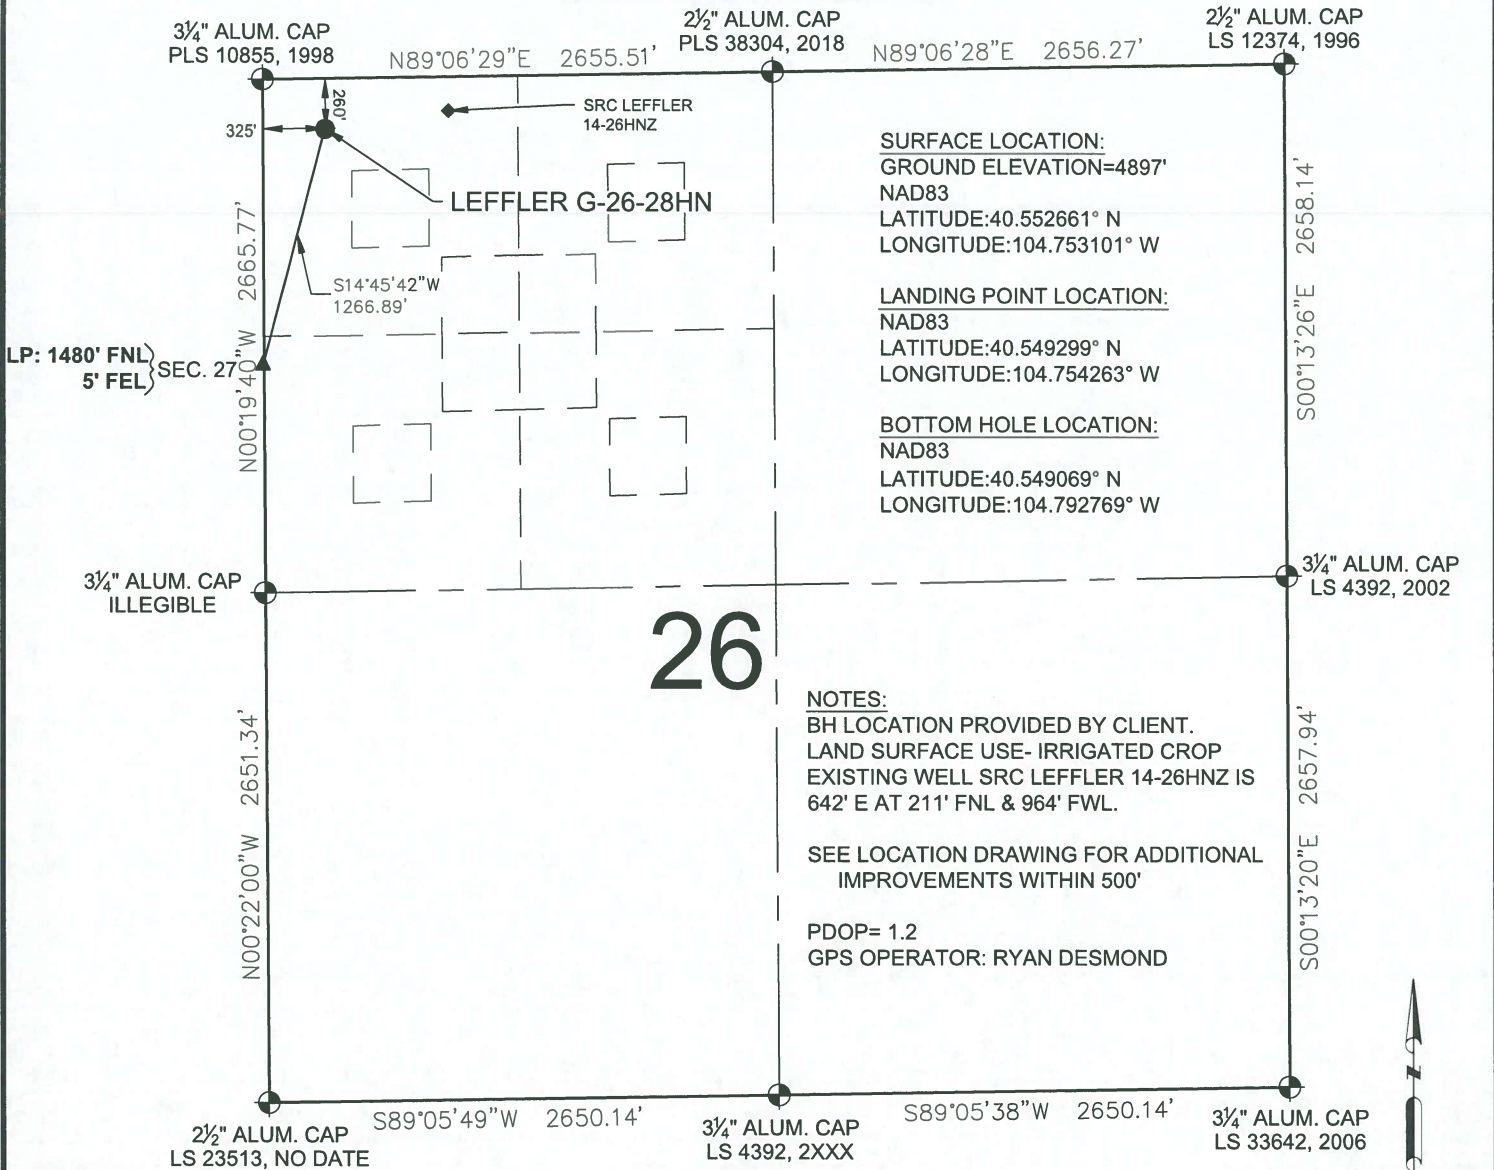 3¼" ALUM. CAP
PLS 10855, 1998
N89°06'29"E 2655.51'
2½" ALUM. CAP
PLS 38304, 2018
N89°06'28"E 2656.27'
2½" ALUM. CAP
LS 12374, 1996
260'
325'
SRC LEFFLER
14-26HNZ
LEFFLER G-26-28HN
S14°45'42"W
1266.89'
N00°19'40"W 2665.77'
LP: 1480' FNL
5' FEL
SEC. 27
SURFACE LOCATION:
GROUND ELEVATION=4897'
NAD83
LATITUDE:40.552661° N
LONGITUDE:104.753101° W
LANDING POINT LOCATION:
NAD83
LATITUDE:40.549299° N
LONGITUDE:104.754263° W
BOTTOM HOLE LOCATION:
NAD83
LATITUDE:40.549069° N
LONGITUDE:104.792769° W
S00°13'26"E 2658.14'
3¼" ALUM. CAP
ILLEGIBLE
3¼" ALUM. CAP
LS 4392, 2002
26
NOTES:
BH LOCATION PROVIDED BY CLIENT.
LAND SURFACE USE- IRRIGATED CROP
EXISTING WELL SRC LEFFLER 14-26HNZ IS
642' E AT 211' FNL & 964' FWL.
SEE LOCATION DRAWING FOR ADDITIONAL
IMPROVEMENTS WITHIN 500'
PDOP= 1.2
GPS OPERATOR: RYAN DESMOND
N00°22'00"W 2651.34'
S00°13'20"E 2657.94'
2½" ALUM. CAP
LS 23513, NO DATE
S89°05'49"W 2650.14'
3¼" ALUM. CAP
LS 4392, 2XXX
S89°05'38"W 2650.14'
3¼" ALUM. CAP
LS 33642, 2006
N